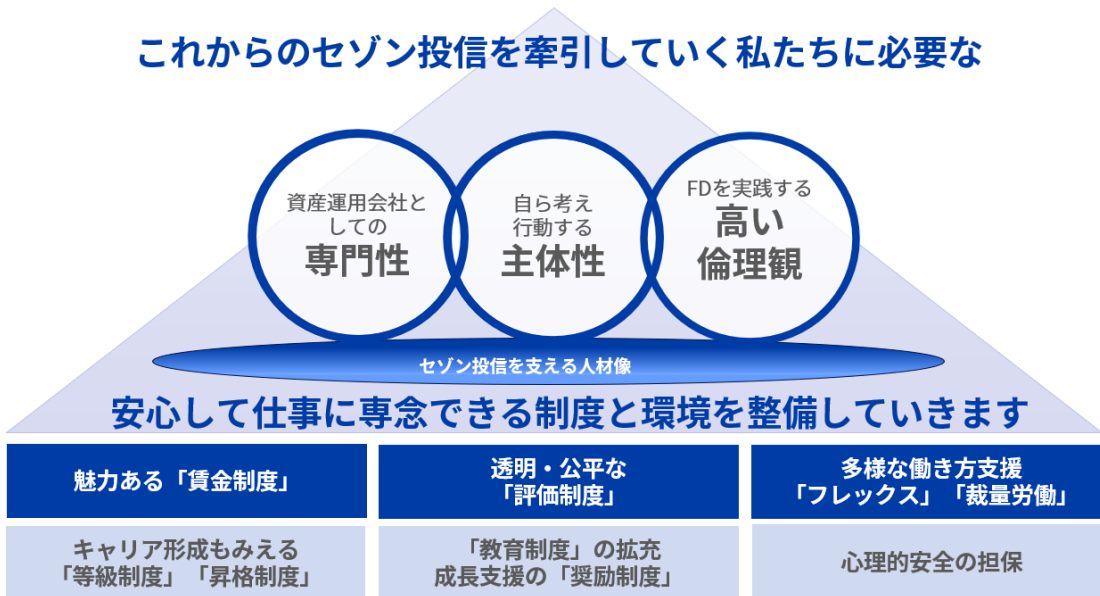 これからのセゾン投信を牽引していく私たちに必要な
資産運用会社と
しての
専門性
自ら考え
行動する
主体性
FDを実践する
高い
倫理観
セゾン投信を支える人材像
安心して仕事に専念できる制度と環境を整備していきます
魅力ある「賃金制度」
透明・公平な
「評価制度」
多様な働き方支援
「フレックス」「裁量労働」
キャリア形成もみえる
「等級制度」「昇格制度」
「教育制度」の拡充
成長支援の「奨励制度」
心理的安全の担保